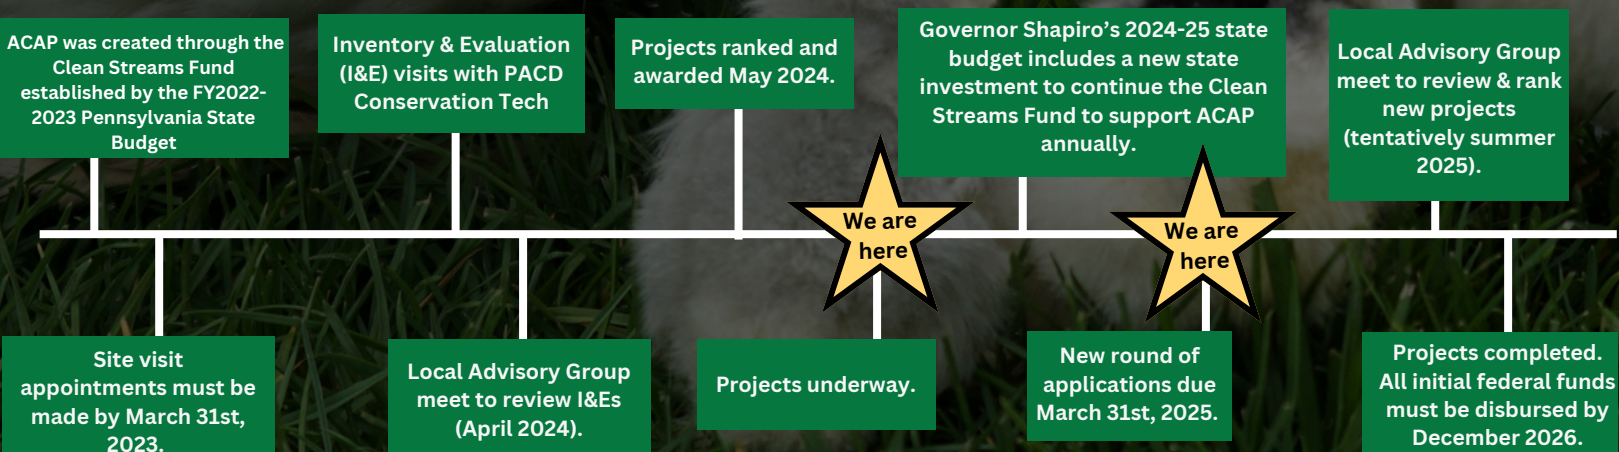 ACAP was created through the
Clean Streams Fund
established by the FY2022-
2023 Pennsylvania State
Budget
Site visit
appointments must be
made by March 31st,
2023.
Inventory & Evaluation
(I&E) visits with PACD
Conservation Tech
Local Advisory Group
meet to review I&Es
(April 2024).
Projects ranked and
awarded May 2024.
We are
here
Projects underway.
Governor Shapiro’s 2024-25 state
budget includes a new state
investment to continue the Clean
Streams Fund to support ACAP
annually.
We are
here
New round of
applications due
March 31st, 2025.
Local Advisory Group
meet to review & rank
new projects
(tentatively summer
2025).
Projects completed.
All initial federal funds
must be disbursed by
December 2026.